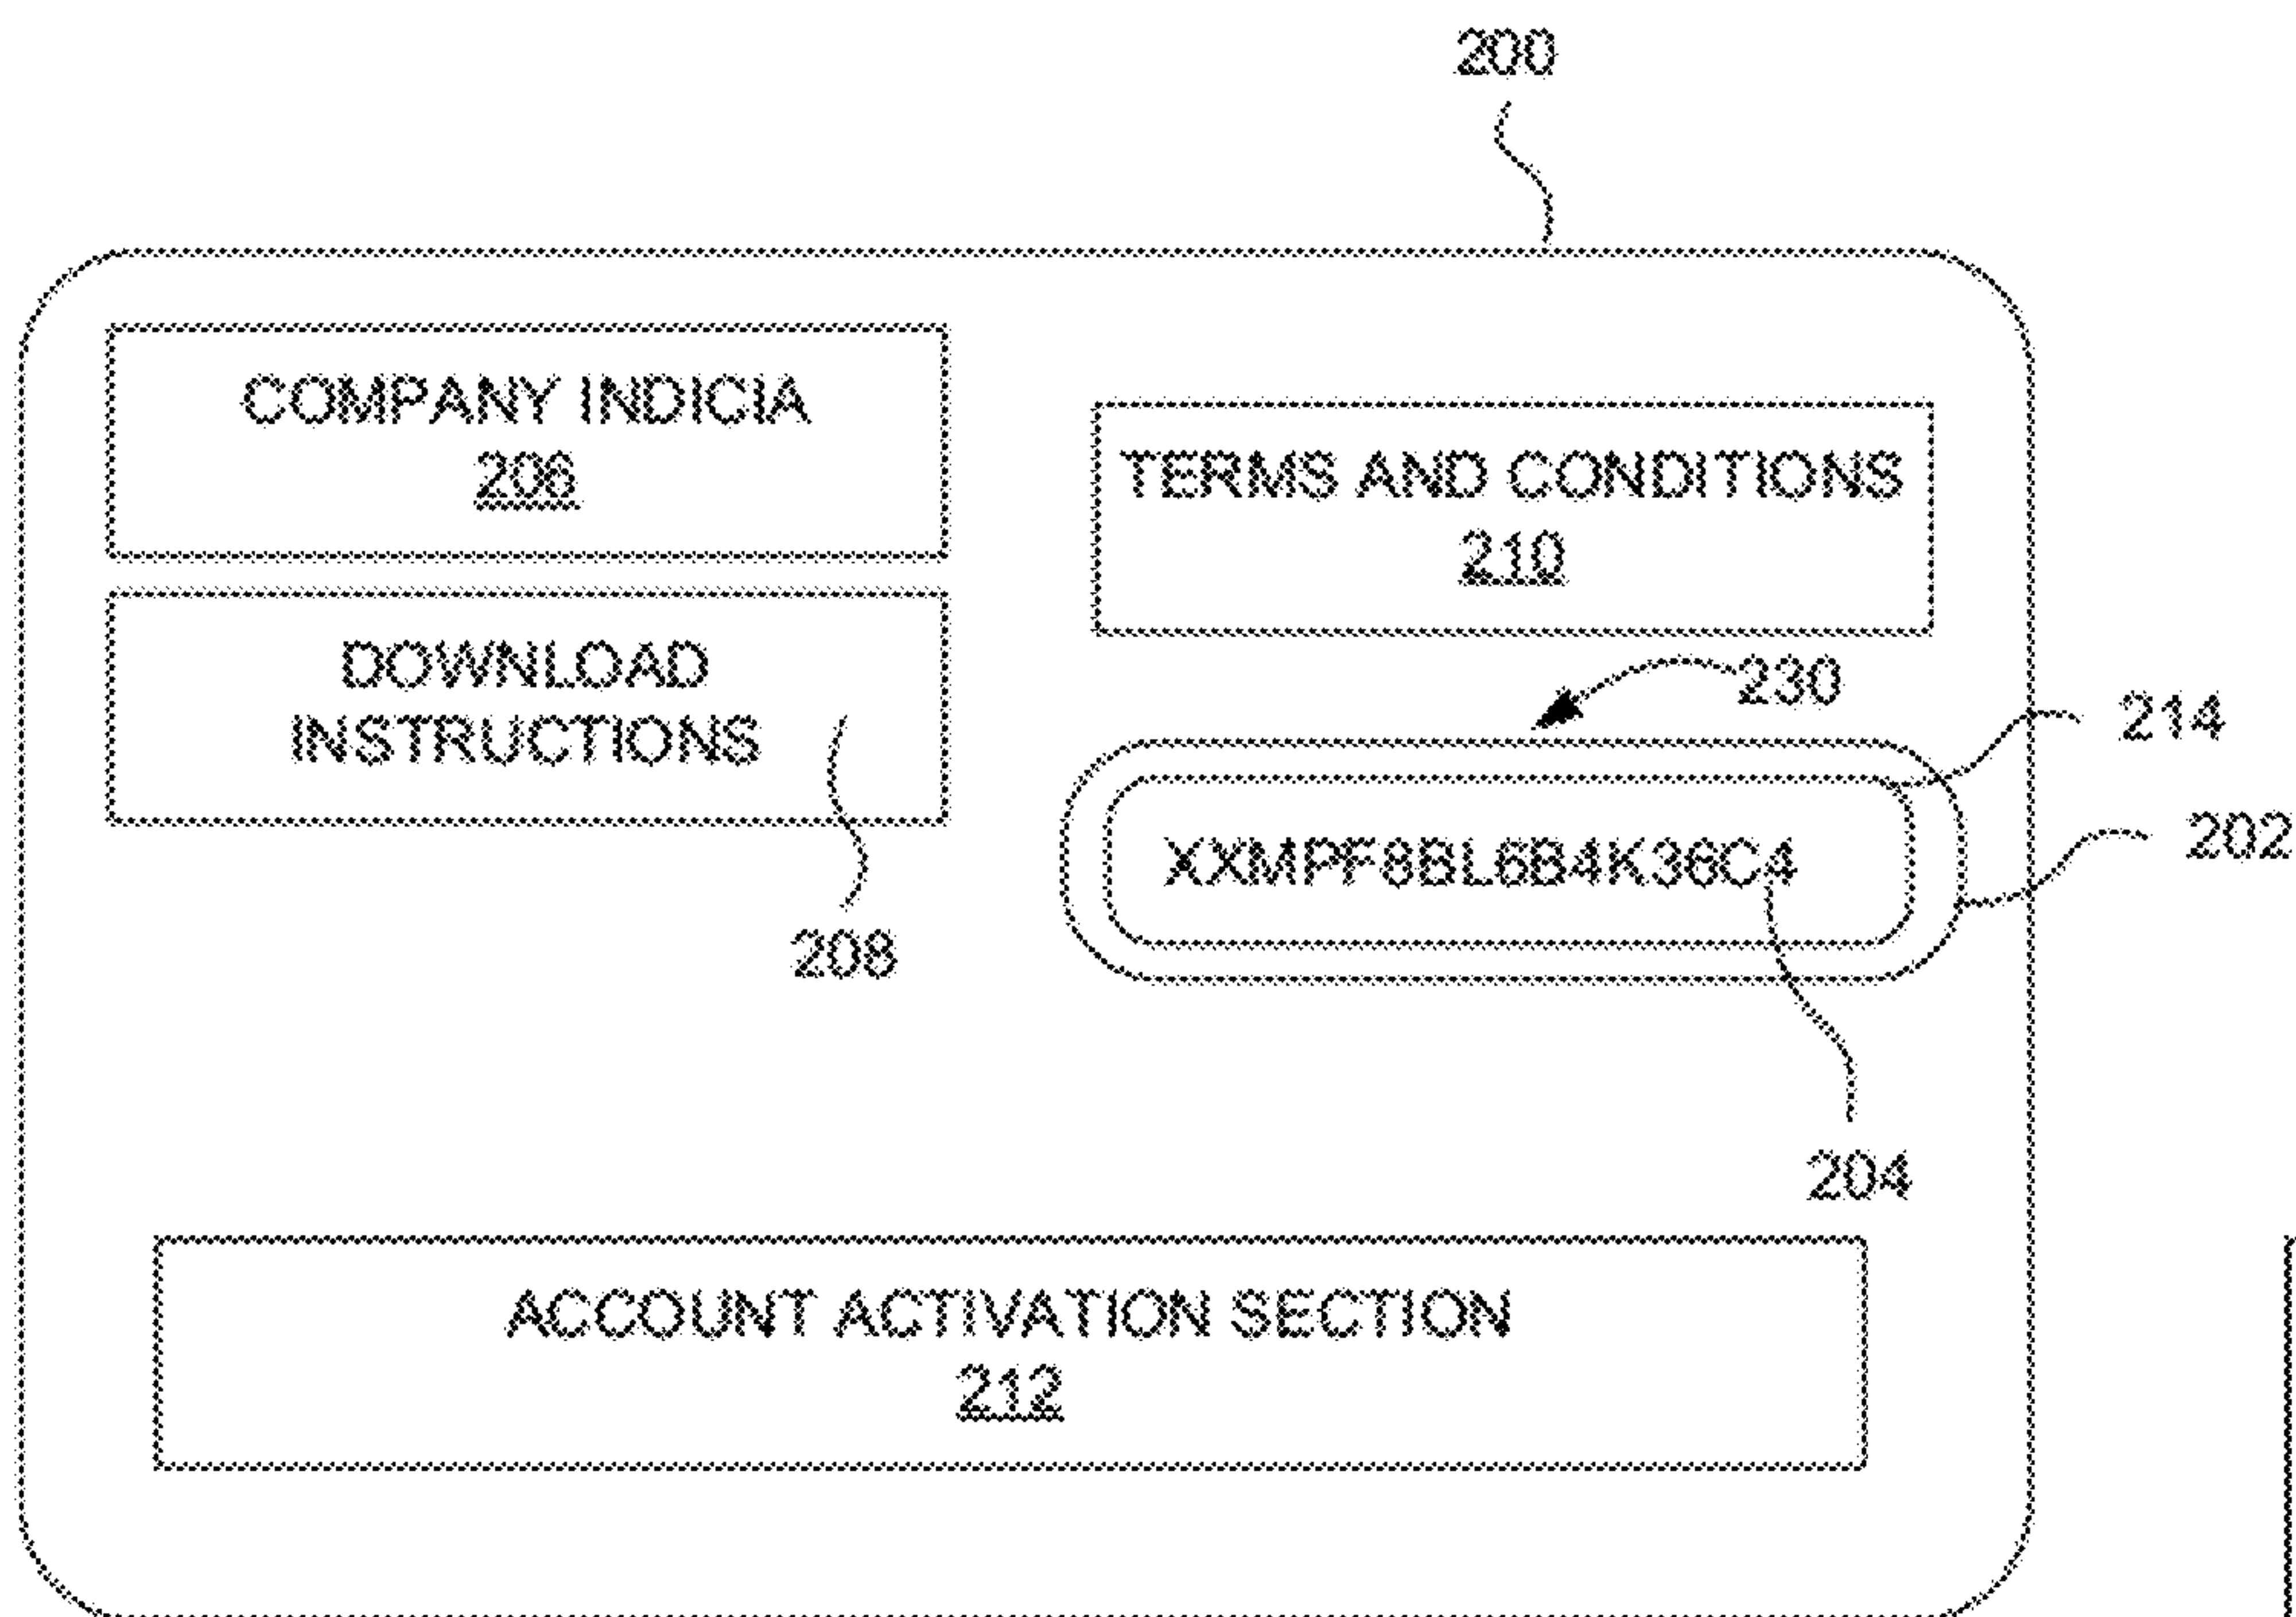 200
COMPANY INDICIA
206
TERMS AND CONDITIONS
210
DOWNLOAD
INSTRUCTIONS
208
230
214
XXMPF8BL6B4K36C4
202
204
ACCOUNT ACTIVATION SECTION
212